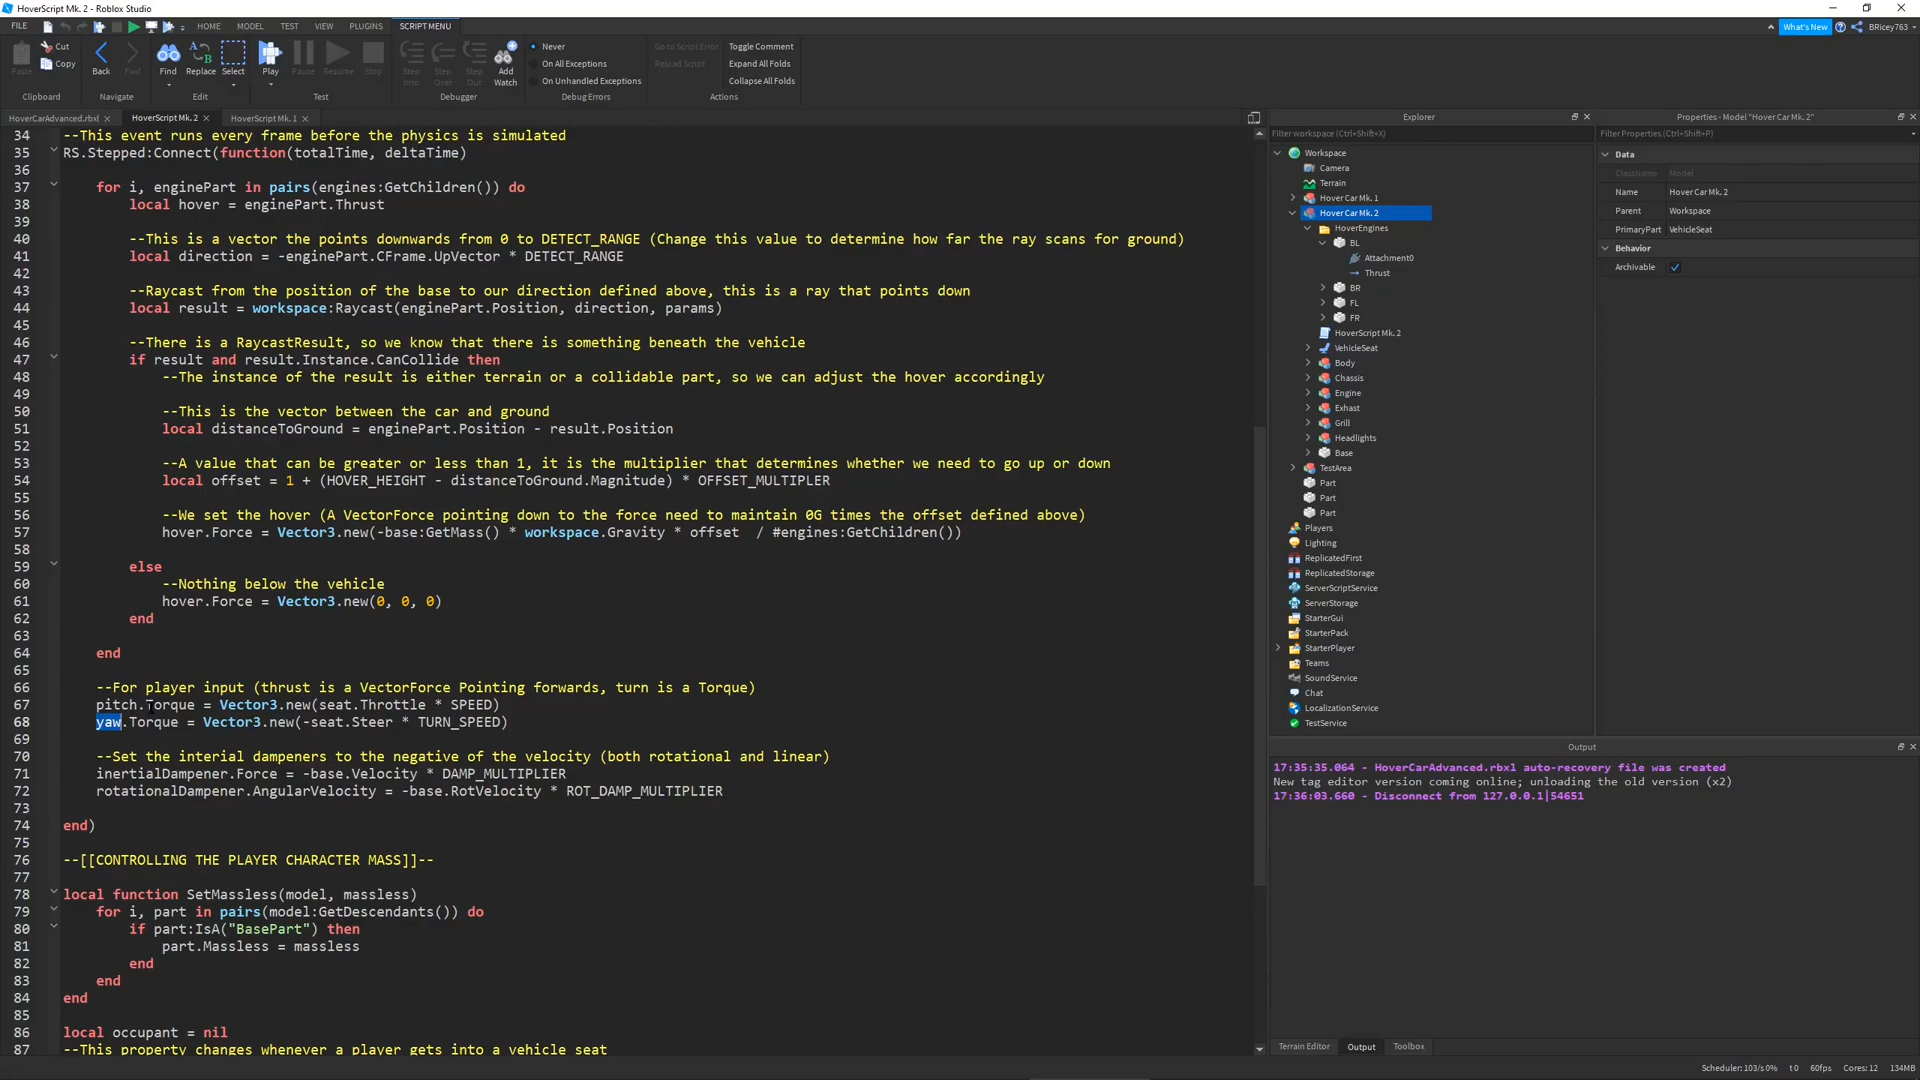 HoverScript Mk. 2 - Roblox Studio
FILE HOME MODEL TEST VIEW PLUGINS SCRIPT MENU What's New BRicey763
Paste Cut Copy Back Fwd Find Replace Select Play Pause Resume Stop Step Into Step Over Step Out Add Watch
Never
On All Exceptions
On Unhandled Exceptions
Go to Script Error
Reload Script
Toggle Comment
Expand All Folds
Collapse All Folds
Clipboard Navigate Edit Test Debugger Debug Errors Actions
HoverCarAdvanced.rbxl HoverScript Mk. 2 HoverScript Mk. 1
34 --This event runs every frame before the physics is simulated
35 RS.Stepped:Connect(function(totalTime, deltaTime)
36
37 for i, enginePart in pairs(engines:GetChildren()) do
38 local hover = enginePart.Thrust
39
40 --This is a vector the points downwards from 0 to DETECT_RANGE (Change this value to determine how far the ray scans for ground)
41 local direction = -enginePart.CFrame.UpVector * DETECT_RANGE
42
43 --Raycast from the position of the base to our direction defined above, this is a ray that points down
44 local result = workspace:Raycast(enginePart.Position, direction, params)
45
46 --There is a RaycastResult, so we know that there is something beneath the vehicle
47 if result and result.Instance.CanCollide then
48 --The instance of the result is either terrain or a collidable part, so we can adjust the hover accordingly
49
50 --This is the vector between the car and ground
51 local distanceToGround = enginePart.Position - result.Position
52
53 --A value that can be greater or less than 1, it is the multiplier that determines whether we need to go up or down
54 local offset = 1 + (HOVER_HEIGHT - distanceToGround.Magnitude) * OFFSET_MULTIPLER
55
56 --We set the hover (A VectorForce pointing down to the force need to maintain 0G times the offset defined above)
57 hover.Force = Vector3.new(-base:GetMass() * workspace.Gravity * offset / #engines:GetChildren())
58
59 else
60 --Nothing below the vehicle
61 hover.Force = Vector3.new(0, 0, 0)
62 end
63
64 end
65
66 --For player input (thrust is a VectorForce Pointing forwards, turn is a Torque)
67 pitch.Torque = Vector3.new(seat.Throttle * SPEED)
68 yaw.Torque = Vector3.new(-seat.Steer * TURN_SPEED)
69
70 --Set the interial dampeners to the negative of the velocity (both rotational and linear)
71 inertialDampener.Force = -base.Velocity * DAMP_MULTIPLIER
72 rotationalDampener.AngularVelocity = -base.RotVelocity * ROT_DAMP_MULTIPLIER
73
74 end)
75
76 --[[CONTROLLING THE PLAYER CHARACTER MASS]]--
77
78 local function SetMassless(model, massless)
79 for i, part in pairs(model:GetDescendants()) do
80 if part:IsA("BasePart") then
81 part.Massless = massless
82 end
83 end
84 end
85
86 local occupant = nil
87 --This property changes whenever a player gets into a vehicle seat
Explorer
Filter workspace (Ctrl+Shift+X)
Workspace
Camera
Terrain
Hover Car Mk. 1
Hover Car Mk. 2
HoverEngines
BL
Attachment0
Thrust
BR
FL
FR
HoverScript Mk. 2
VehicleSeat
Body
Chassis
Engine
Exhast
Grill
Headlights
Base
TestArea
Part
Part
Part
Players
Lighting
ReplicatedFirst
ReplicatedStorage
ServerScriptService
ServerStorage
StarterGui
StarterPack
StarterPlayer
Teams
SoundService
Chat
LocalizationService
TestService
Properties - Model "Hover Car Mk. 2"
Filter Properties (Ctrl+Shift+P)
Data
ClassName Model
Name Hover Car Mk. 2
Parent Workspace
PrimaryPart VehicleSeat
Behavior
Archivable
Output
17:35:35.064 - HoverCarAdvanced.rbxl auto-recovery file was created
New tag editor version coming online; unloading the old version (x2)
17:36:03.660 - Disconnect from 127.0.0.1|54651
Terrain Editor Output Toolbox
Scheduler: 103/s 0% t 0 60fps Cores: 12 134MB